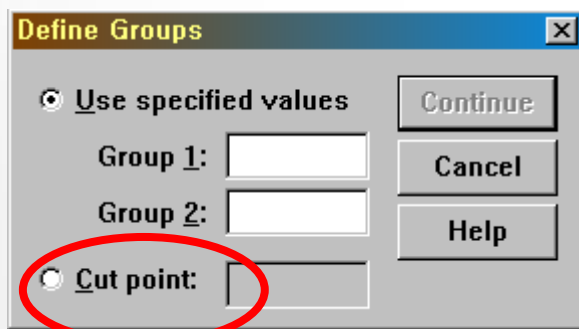 Define Groups
Use specified values
Group 1:
Group 2:
Cut point:
Continue
Cancel
Help